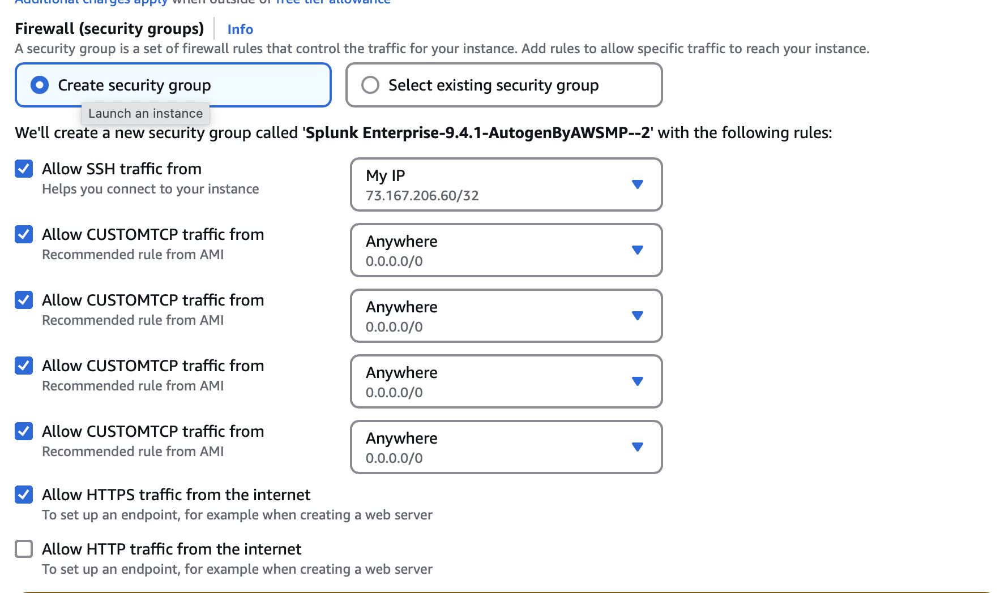 Additional charges apply when outside of free tier allowance
Firewall (security groups) Info
A security group is a set of firewall rules that control the traffic for your instance. Add rules to allow specific traffic to reach your instance.
Create security group
Select existing security group
Launch an instance
We'll create a new security group called 'Splunk Enterprise-9.4.1-AutogenByAWSMP--2' with the following rules:
Allow SSH traffic from
Helps you connect to your instance
My IP
73.167.206.60/32
Allow CUSTOMTCP traffic from
Recommended rule from AMI
Anywhere
0.0.0.0/0
Allow CUSTOMTCP traffic from
Recommended rule from AMI
Anywhere
0.0.0.0/0
Allow CUSTOMTCP traffic from
Recommended rule from AMI
Anywhere
0.0.0.0/0
Allow CUSTOMTCP traffic from
Recommended rule from AMI
Anywhere
0.0.0.0/0
Allow HTTPS traffic from the internet
To set up an endpoint, for example when creating a web server
Allow HTTP traffic from the internet
To set up an endpoint, for example when creating a web server